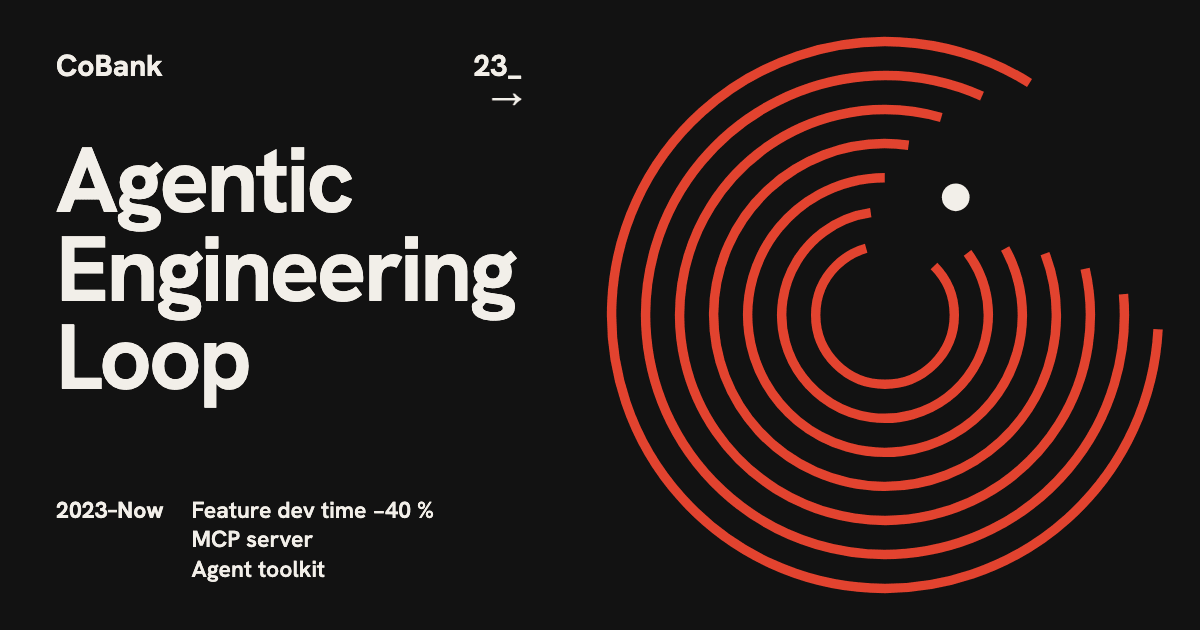 CoBank
23_
→
Agentic
Engineering
Loop
2023–Now
Feature dev time –40 %
MCP server
Agent toolkit